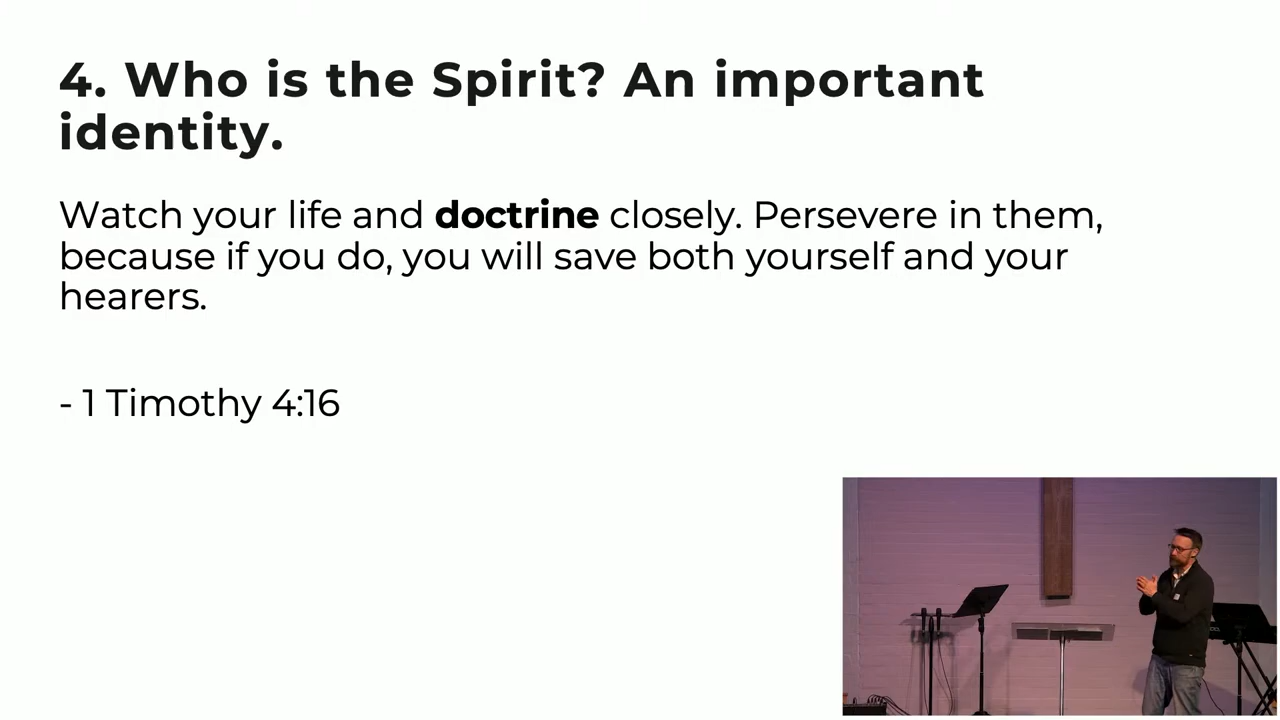 4. Who is the Spirit? An important
identity.
Watch your life and doctrine closely. Persevere in them,
because if you do, you will save both yourself and your
hearers.
- 1 Timothy 4:16